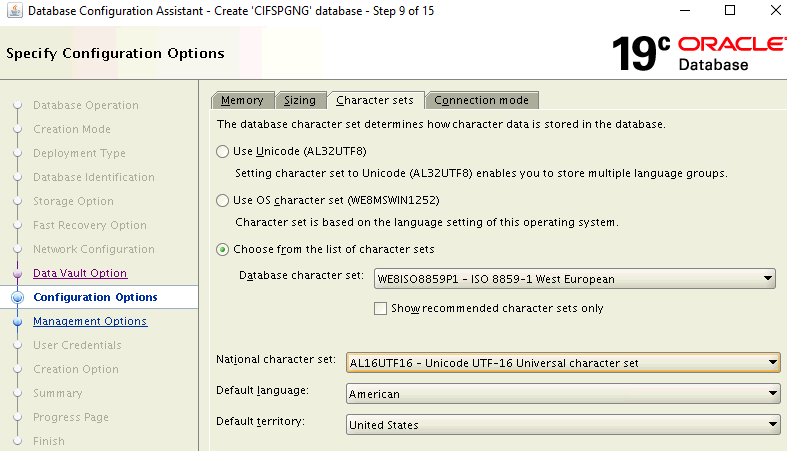 Database Configuration Assistant - Create 'CIFSPGNG' database - Step 9 of 15
Specify Configuration Options
19c ORACLE
Database
Database Operation
Creation Mode
Deployment Type
Database Identification
Storage Option
Fast Recovery Option
Network Configuration
Data Vault Option
Configuration Options
Management Options
User Credentials
Creation Option
Summary
Progress Page
Finish
Memory Sizing Character sets Connection mode
The database character set determines how character data is stored in the database.
Use Unicode (AL32UTF8)
Setting character set to Unicode (AL32UTF8) enables you to store multiple language groups.
Use OS character set (WE8MSWIN1252)
Character set is based on the language setting of this operating system.
Choose from the list of character sets
Database character set: WE8ISO8859P1 - ISO 8859-1 West European
Show recommended character sets only
National character set: AL16UTF16 - Unicode UTF-16 Universal character set
Default language: American
Default territory: United States